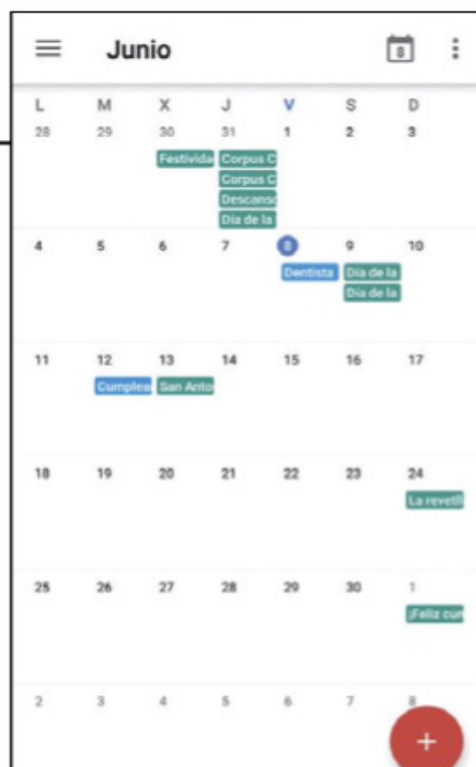 Junio 8
L M X J V S D
28 29 30 31 1 2 3
Festivida Corpus C
Corpus C
Descanso
Día de la
4 5 6 7 8 9 10
Dentista Día de la
Día de la
11 12 13 14 15 16 17
Cumplea San Anto
18 19 20 21 22 23 24
La revetll
25 26 27 28 29 30 1
¡Feliz cum
2 3 4 5 6 7 8
+